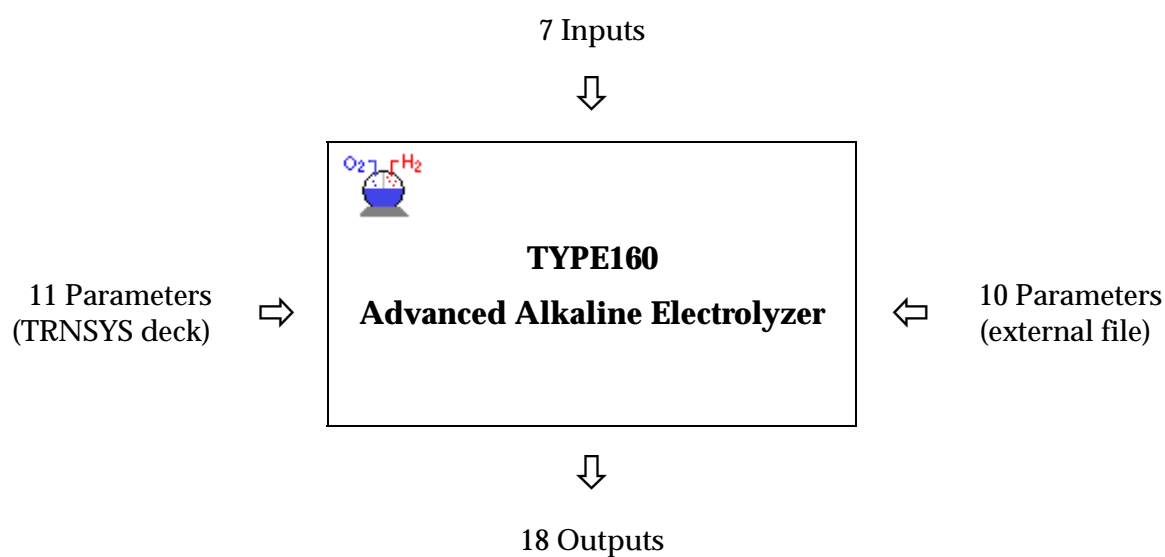 7 Inputs
O2 H2
TYPE160
Advanced Alkaline Electrolyzer
11 Parameters
(TRNSYS deck)
10 Parameters
(external file)
18 Outputs